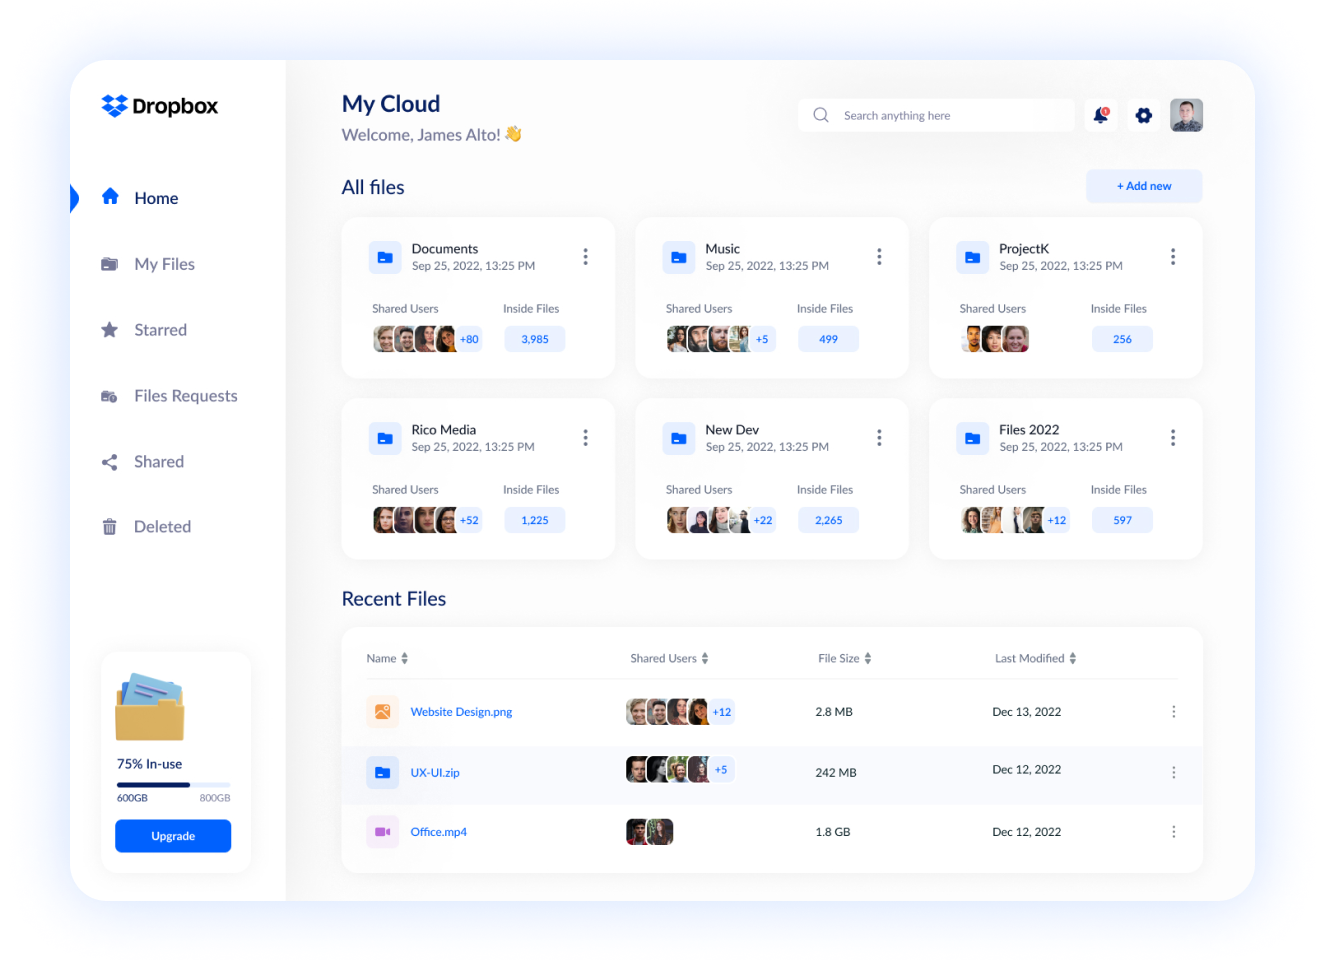 Dropbox
Home
My Files
Starred
Files Requests
Shared
Deleted
75% In-use
600GB 800GB
Upgrade
My Cloud
Welcome, James Alto! 👋
Search anything here
All files
+ Add new
Documents
Sep 25, 2022, 13:25 PM
Shared Users Inside Files
+80 3,985
Music
Sep 25, 2022, 13:25 PM
Shared Users Inside Files
+5 499
ProjectK
Sep 25, 2022, 13:25 PM
Shared Users Inside Files
256
Rico Media
Sep 25, 2022, 13:25 PM
Shared Users Inside Files
+52 1,225
New Dev
Sep 25, 2022, 13:25 PM
Shared Users Inside Files
+22 2,265
Files 2022
Sep 25, 2022, 13:25 PM
Shared Users Inside Files
+12 597
Recent Files
Name Shared Users File Size Last Modified
Website Design.png +12 2.8 MB Dec 13, 2022
UX-UI.zip +5 242 MB Dec 12, 2022
Office.mp4 1.8 GB Dec 12, 2022